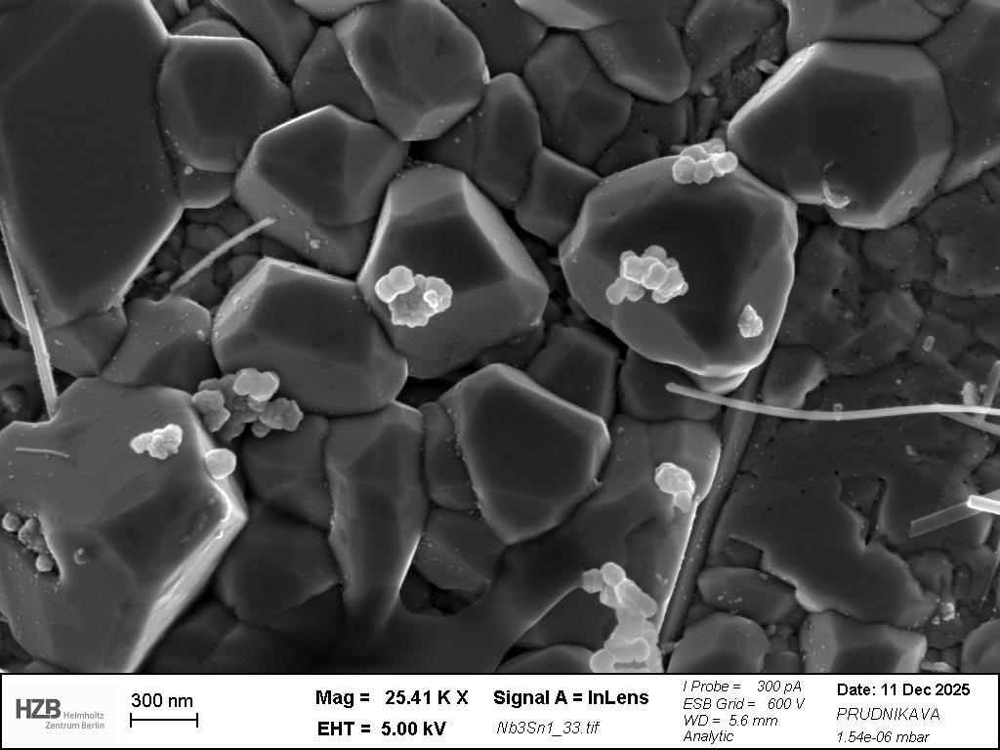 HZB Helmholtz
Zentrum Berlin
300 nm
Mag = 25.41 K X
EHT = 5.00 kV
Signal A = InLens
Nb3Sn1_33.tif
I Probe = 300 pA
ESB Grid = 600 V
WD = 5.6 mm
Analytic
Date: 11 Dec 2025
PRUDNIKAVA
1.54e-06 mbar